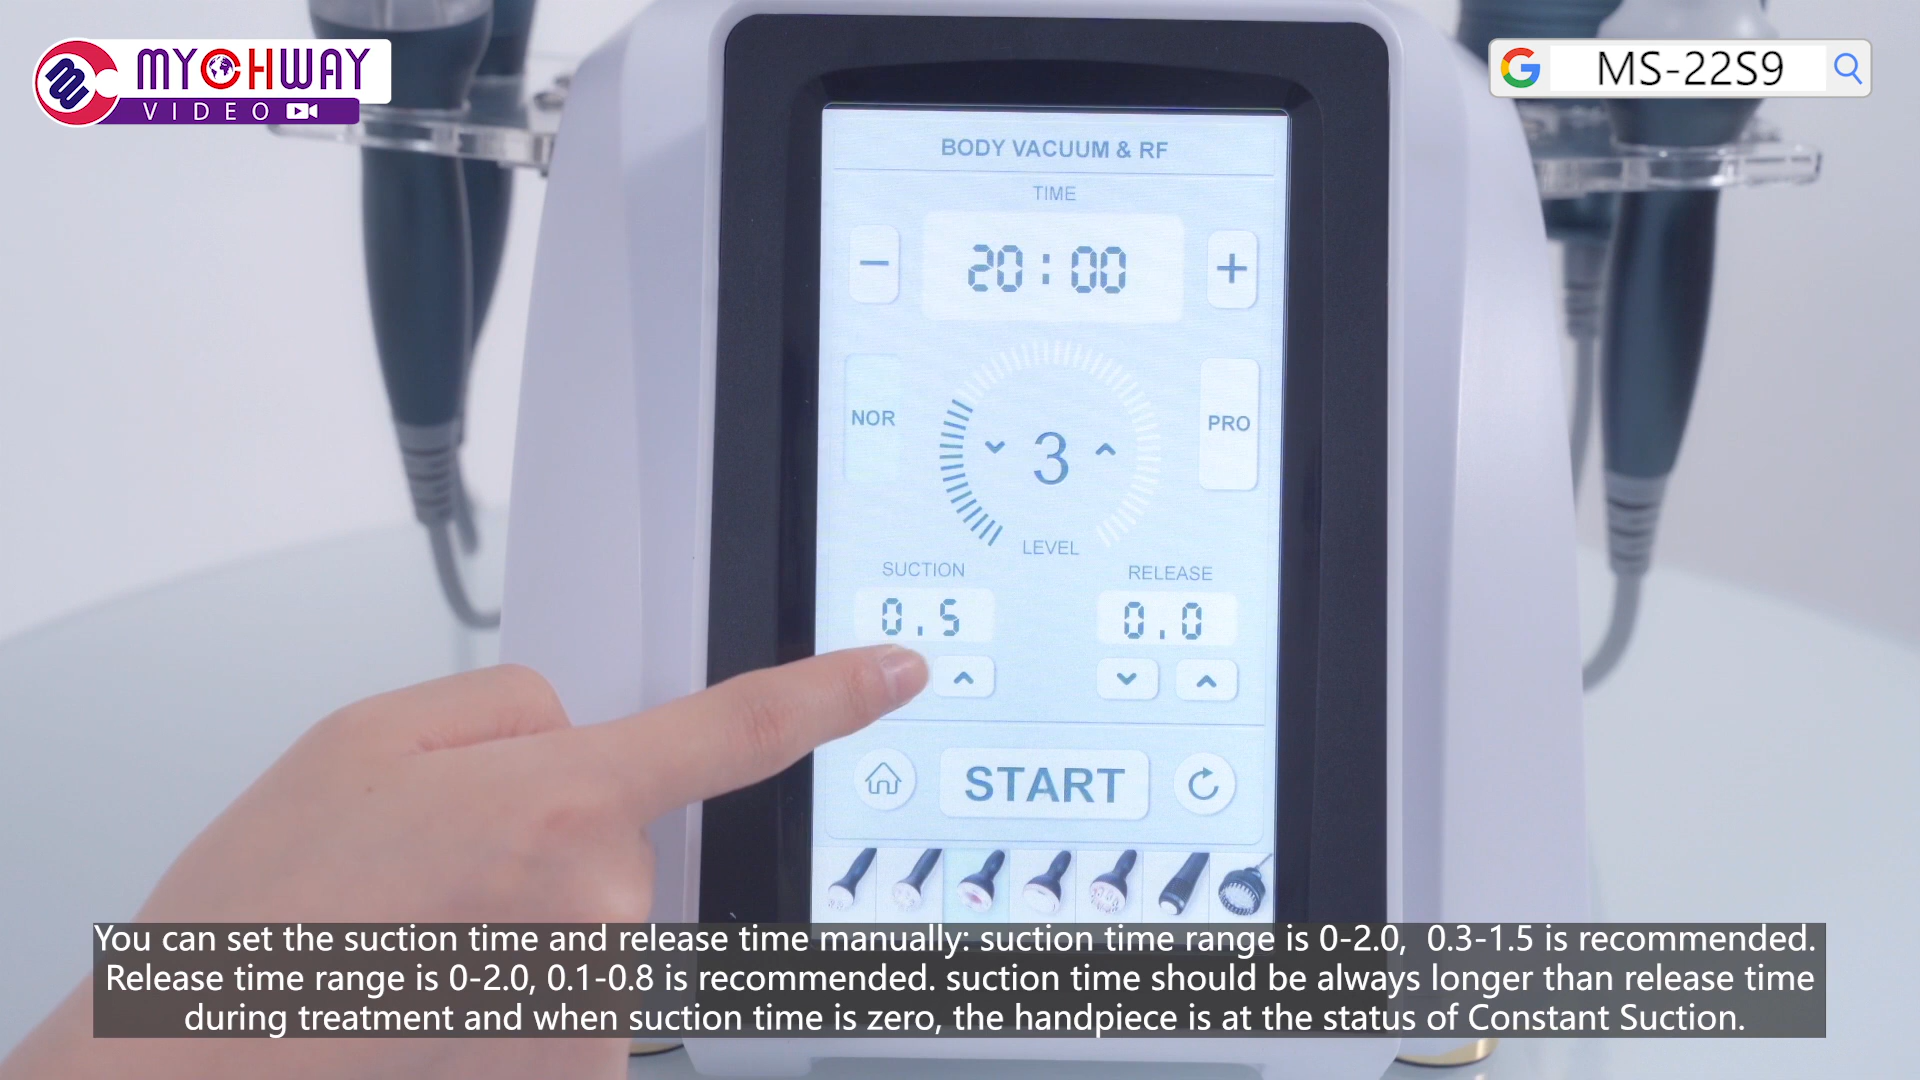 MYCHWAY
VIDEO
MS-22S9
BODY VACUUM & RF
TIME
20:00
NOR
PRO
3
LEVEL
SUCTION
RELEASE
0.5
0.0
START
You can set the suction time and release time manually: suction time range is 0-2.0, 0.3-1.5 is recommended.
Release time range is 0-2.0, 0.1-0.8 is recommended. suction time should be always longer than release time
during treatment and when suction time is zero, the handpiece is at the status of Constant Suction.